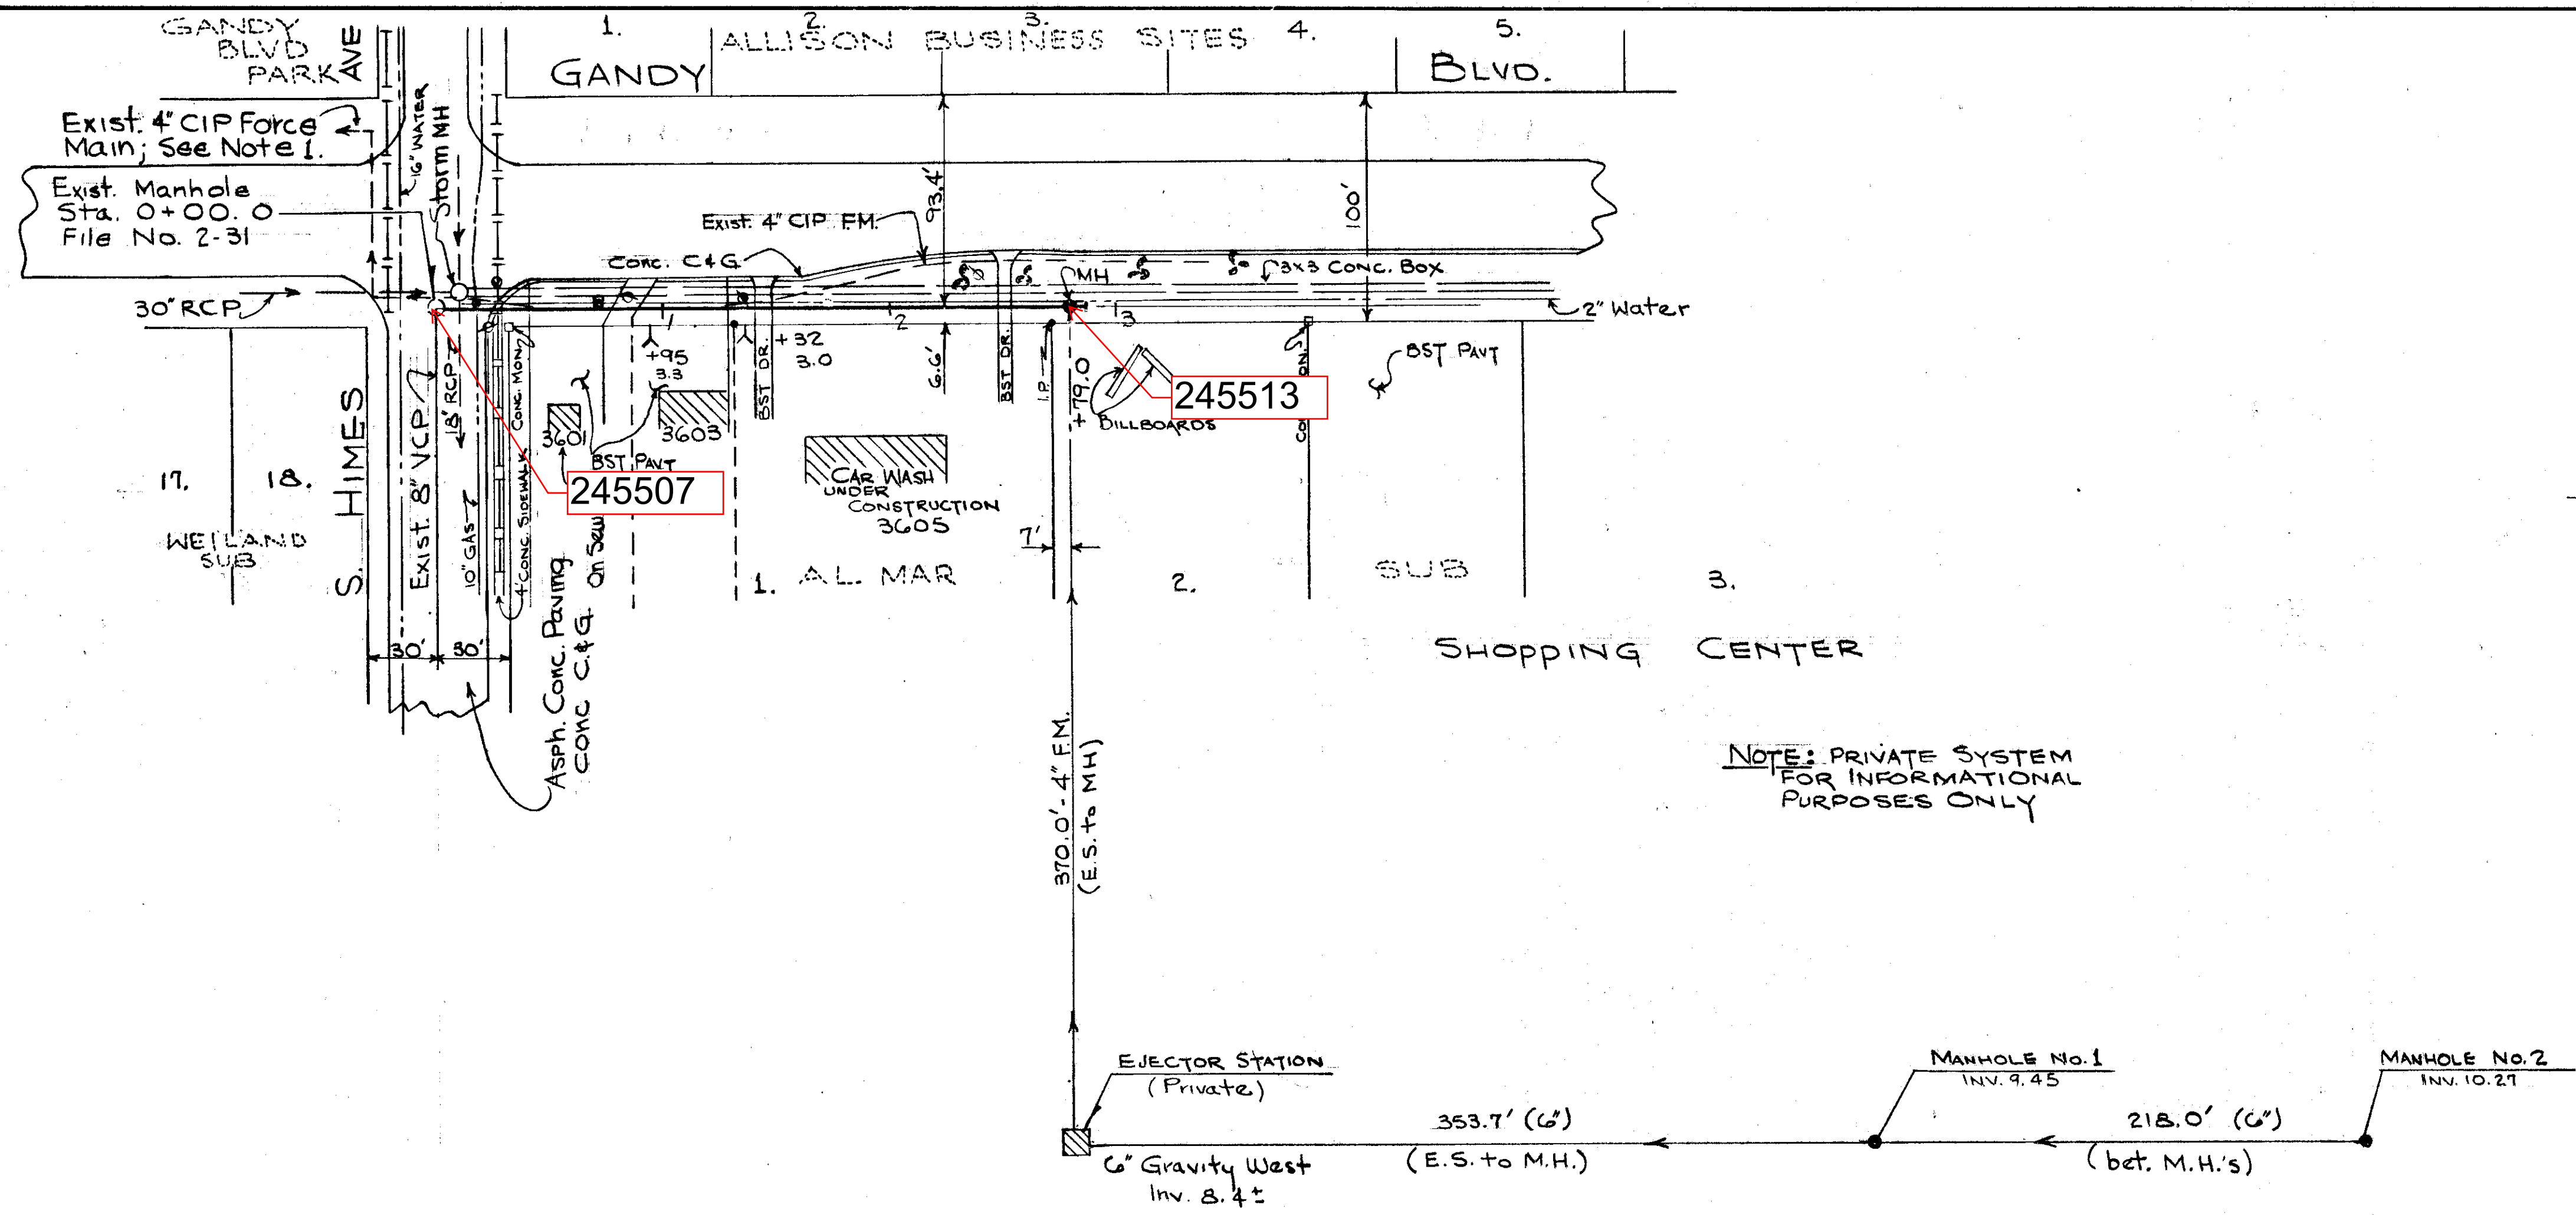 GANDY
BLVD
PARK
AVE
1.
2.
3.
4.
5.
ALLISON BUSINESS SITES
GANDY
BLVD.
Exist. 4" CIP Force
Main; See Note 1.
16" WATER
Storm MH
Exist. Manhole
Sta. 0+00.0
File No. 2-31
Exist. 4" CIP F.M.
93.4'
100'
Conc. C & G
MH
3x3 CONC. BOX
30" RCP
2" Water
1
2
3
+95
3.3
+32
3.0
BST DR.
6.6'
BST DR.
I.P.
+79.0
BILLBOARDS
245513
BST PAVT
S. HIMES
Exist. 8" VCP
18" RCP
10" GAS
CONC. MON.
4' CONC. SIDEWALK
2
3601
3603
BST PAVT
245507
CAR WASH
UNDER
CONSTRUCTION
3605
17.
18.
WEILAND
SUB
7'
1.
AL. MAR
2.
SUB
3.
30'
30'
Asph. Conc. Paving
Conc C.&G. On Sew
SHOPPING CENTER
370.0'- 4" F.M.
(E.S. to MH)
NOTE: PRIVATE SYSTEM
FOR INFORMATIONAL
PURPOSES ONLY
EJECTOR STATION
(Private)
MANHOLE No.1
INV. 9.45
MANHOLE No.2
INV. 10.27
353.7' (6")
(E.S. to M.H.)
218.0' (6")
(bet. M.H.'s)
6" Gravity West
Inv. 8.4±